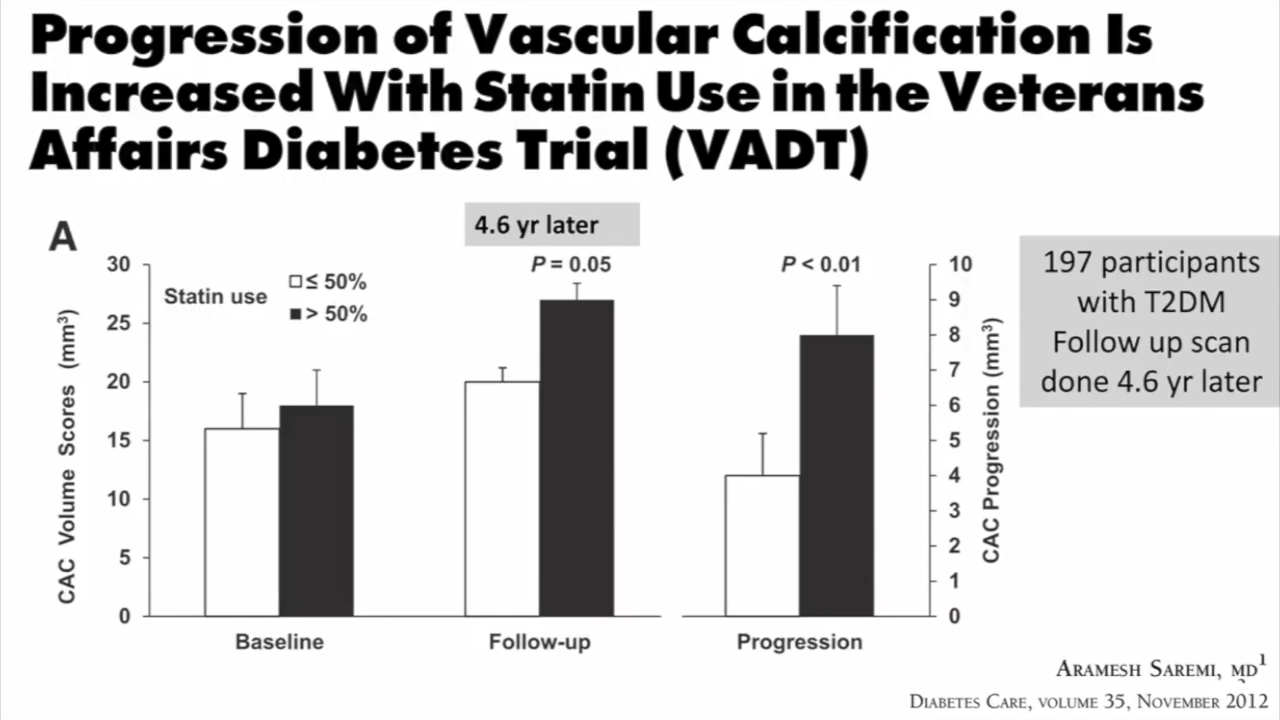 Progression of Vascular Calcification Is
Increased With Statin Use in the Veterans
Affairs Diabetes Trial (VADT)
A
4.6 yr later
P = 0.05
P < 0.01
Statin use
≤ 50%
> 50%
CAC Volume Scores (mm³)
30
25
20
15
10
5
0
Baseline
Follow-up
Progression
10
9
8
7
6
5
4
3
2
1
0
CAC Progression (mm³)
197 participants
with T2DM
Follow up scan
done 4.6 yr later
ARAMESH SAREMI, MD¹
DIABETES CARE, VOLUME 35, NOVEMBER 2012